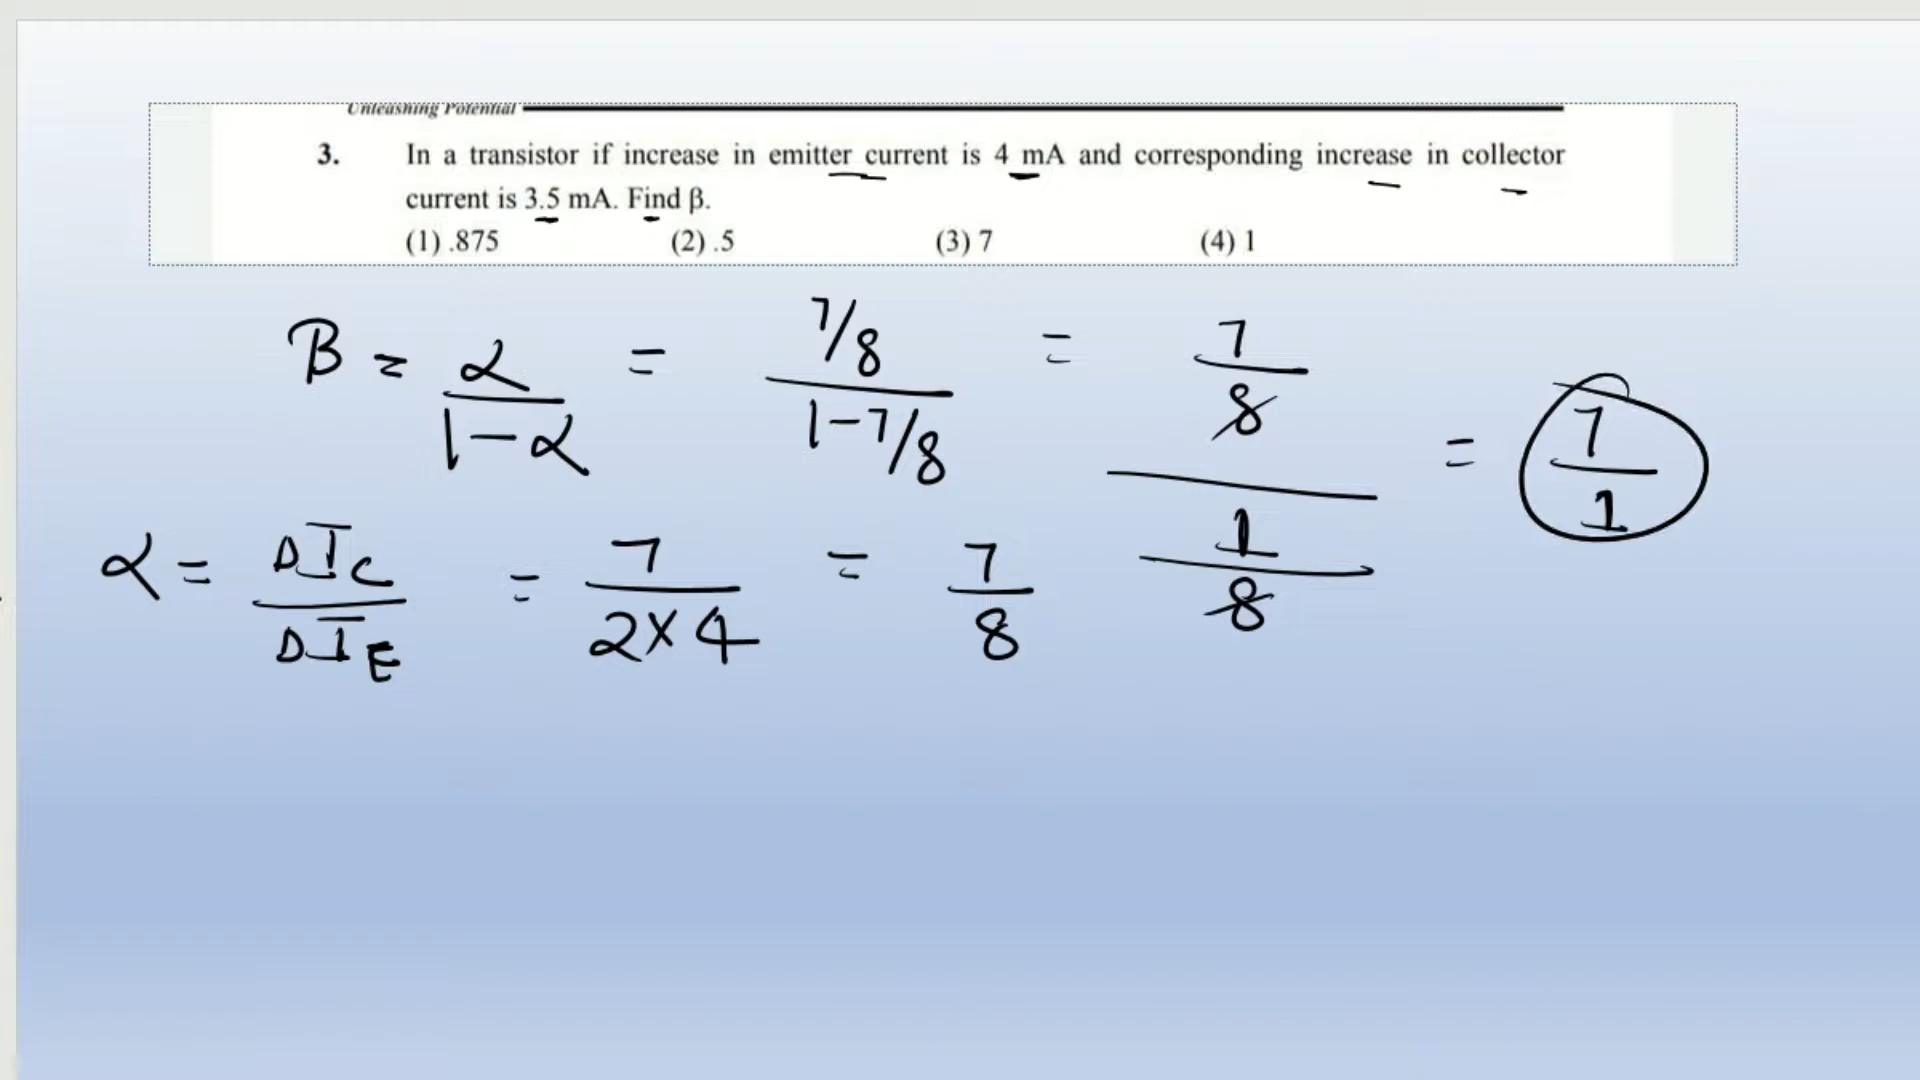 Unleashing Potential
3. In a transistor if increase in emitter current is 4 mA and corresponding increase in collector
current is 3.5 mA. Find β.
(1) .875 (2) .5 (3) 7 (4) 1
B = α/(1-α) = (7/8)/(1-7/8) = (7/8)/(1/8) = 7/1
α = ΔIC/ΔIE = 7/(2×4) = 7/8